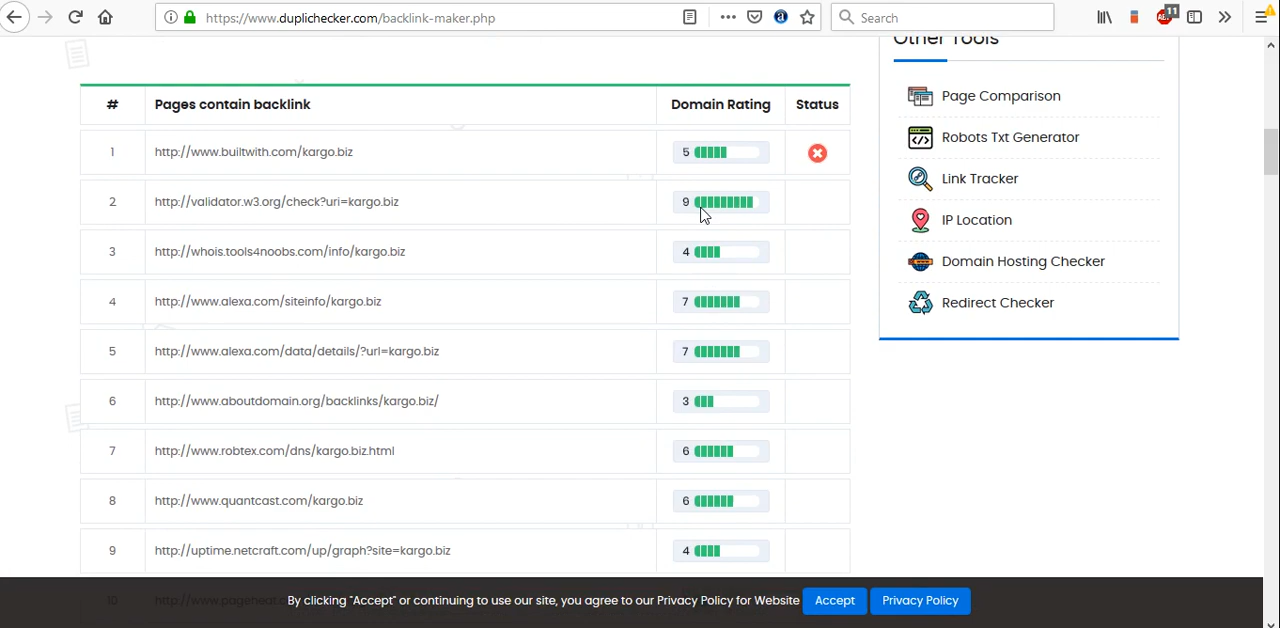 https://www.duplichecker.com/backlink-maker.php
Search
11
Other Tools
# Pages contain backlink Domain Rating Status
1 http://www.builtwith.com/kargo.biz 5
2 http://validator.w3.org/check?uri=kargo.biz 9
3 http://whois.tools4noobs.com/info/kargo.biz 4
4 http://www.alexa.com/siteinfo/kargo.biz 7
5 http://www.alexa.com/data/details/?url=kargo.biz 7
6 http://www.aboutdomain.org/backlinks/kargo.biz/ 3
7 http://www.robtex.com/dns/kargo.biz.html 6
8 http://www.quantcast.com/kargo.biz 6
9 http://uptime.netcraft.com/up/graph?site=kargo.biz 4
10
Page Comparison
Robots Txt Generator
Link Tracker
IP Location
Domain Hosting Checker
Redirect Checker
By clicking "Accept" or continuing to use our site, you agree to our Privacy Policy for Website Accept Privacy Policy